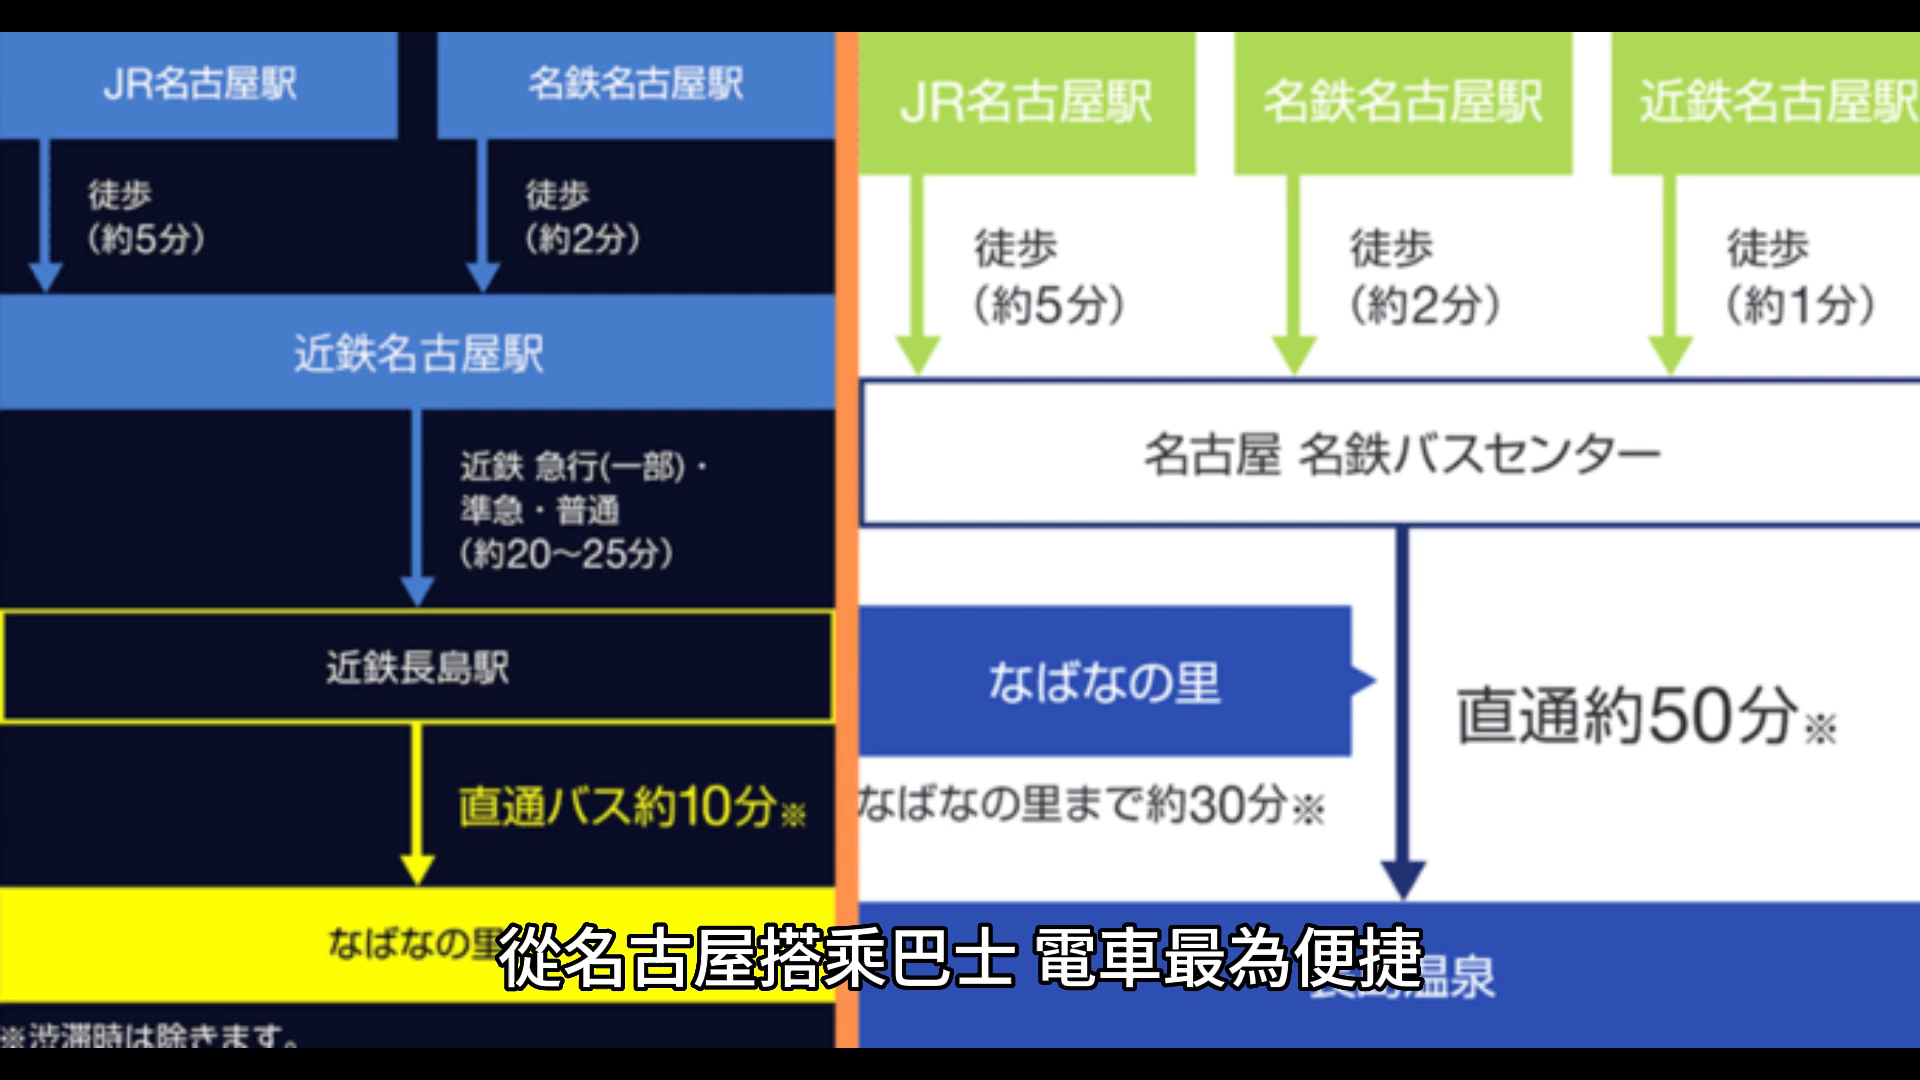 JR名古屋駅
名鉄名古屋駅
徒歩
(約5分)
徒歩
(約2分)
近鉄名古屋駅
近鉄 急行(一部)・
準急・普通
(約20〜25分)
近鉄長島駅
直通バス約10分※
なばなの里
※渋滞時は除きます。
JR名古屋駅
名鉄名古屋駅
近鉄名古屋駅
徒歩
(約5分)
徒歩
(約2分)
徒歩
(約1分)
名古屋 名鉄バスセンター
なばなの里
直通約50分※
なばなの里まで約30分※
長島温泉
從名古屋搭乘巴士 電車最為便捷